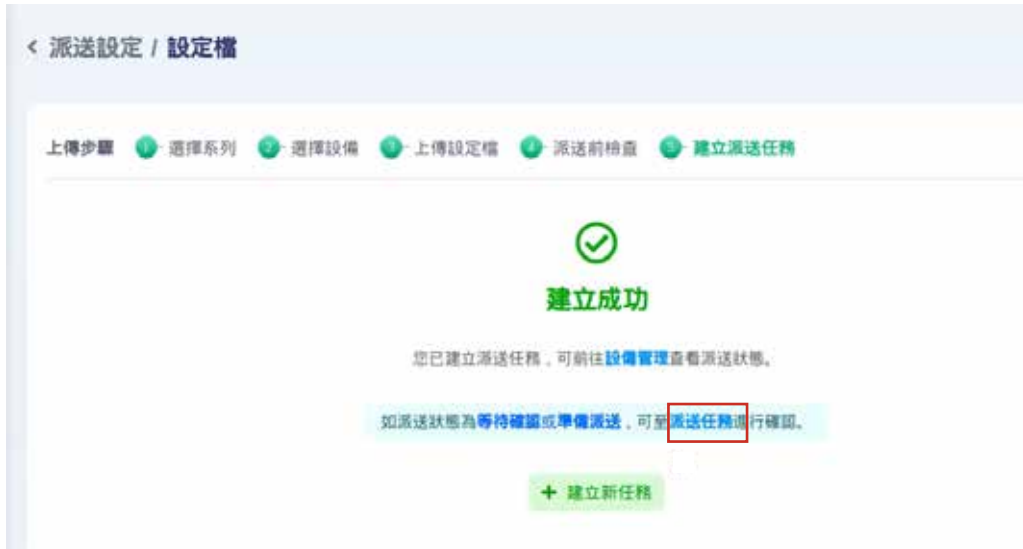 < 派送設定 / 設定檔
上傳步驟 1 選擇系列 2 選擇設備 3 上傳設定檔 4 派送前檢查 5 建立派送任務
建立成功
您已建立派送任務，可前往設備管理查看派送狀態。
如派送狀態為等待確認或準備派送，可至派送任務進行確認。
+ 建立新任務